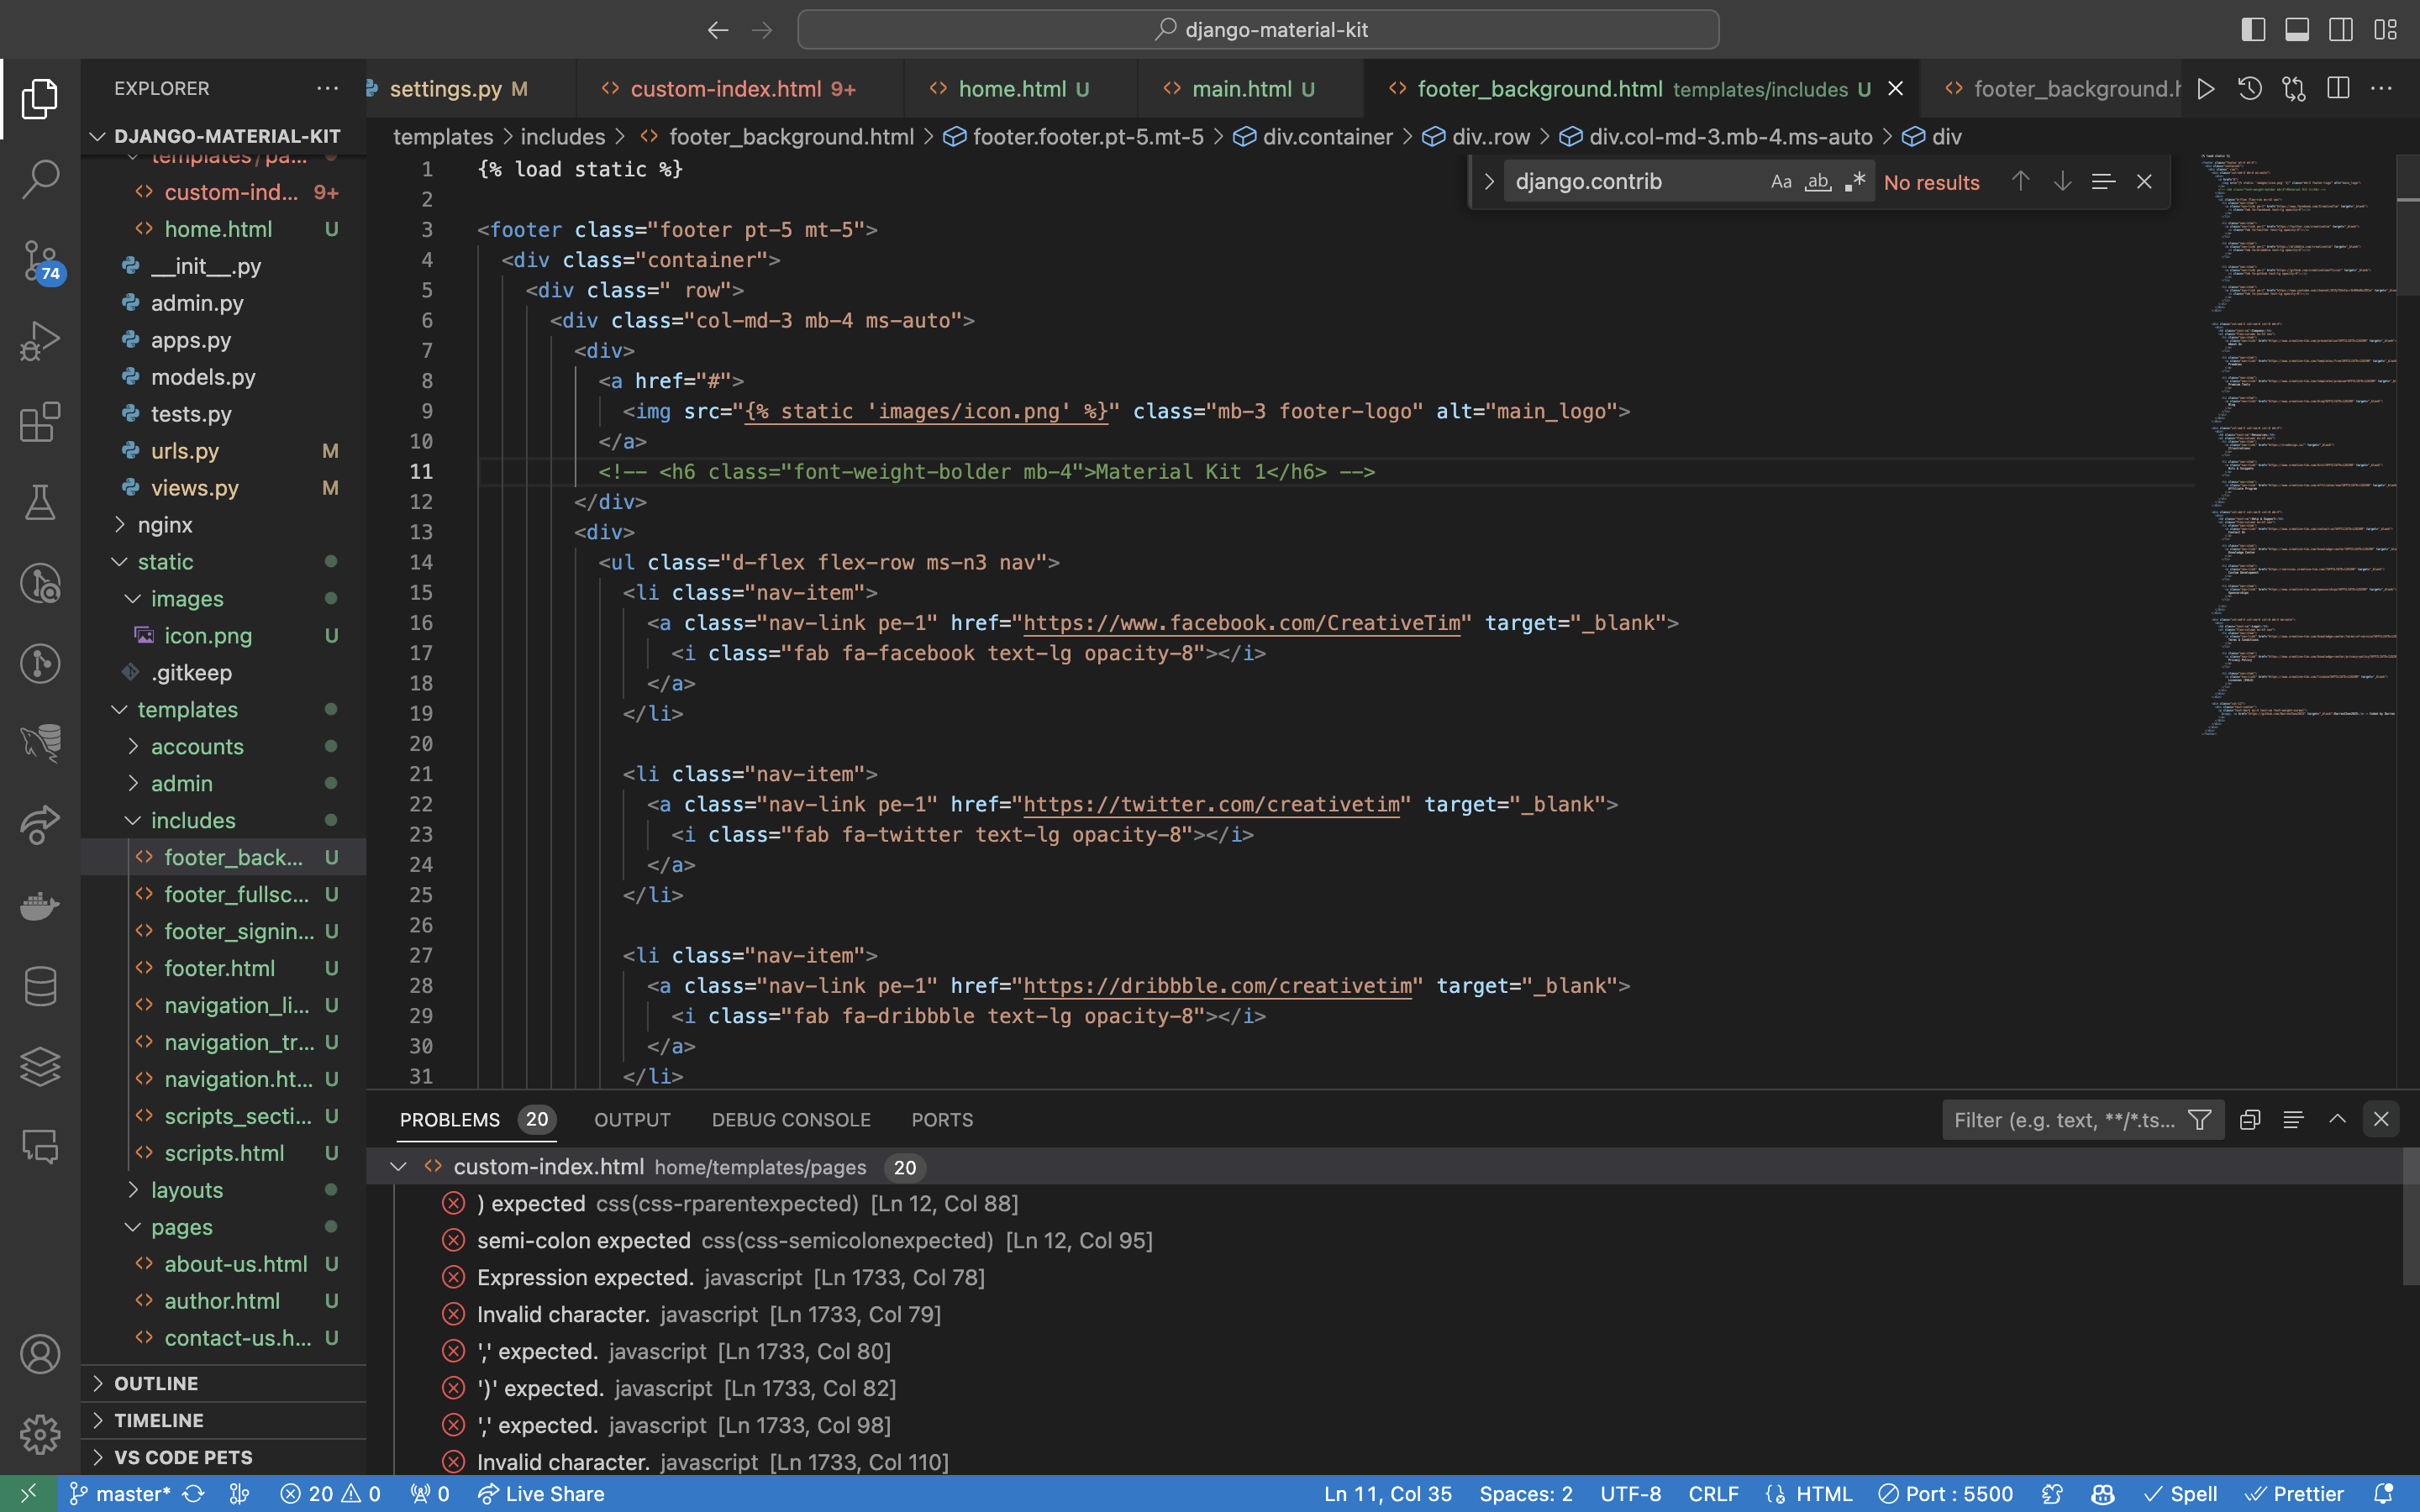 django-material-kit
EXPLORER
DJANGO-MATERIAL-KIT
templates/pa...
custom-ind... 9+
home.html U
__init__.py
admin.py
apps.py
models.py
tests.py
urls.py M
views.py M
nginx
static
images
icon.png U
.gitkeep
templates
accounts
admin
includes
footer_back... U
footer_fullsc... U
footer_signin... U
footer.html U
navigation_li... U
navigation_tr... U
navigation.ht... U
scripts_secti... U
scripts.html U
layouts
pages
about-us.html U
author.html U
contact-us.h... U
OUTLINE
TIMELINE
VS CODE PETS
74
settings.py M
custom-index.html 9+
home.html U
main.html U
footer_background.html templates/includes U
footer_background.h
templates > includes > footer_background.html > footer.footer.pt-5.mt-5 > div.container > div..row > div.col-md-3.mb-4.ms-auto > div
django.contrib Aa ab .* No results
1 {% load static %}
2
3 <footer class="footer pt-5 mt-5">
4 <div class="container">
5 <div class=" row">
6 <div class="col-md-3 mb-4 ms-auto">
7 <div>
8 <a href="#">
9 <img src="{% static 'images/icon.png' %}" class="mb-3 footer-logo" alt="main_logo">
10 </a>
11 <!-- <h6 class="font-weight-bolder mb-4">Material Kit 1</h6> -->
12 </div>
13 <div>
14 <ul class="d-flex flex-row ms-n3 nav">
15 <li class="nav-item">
16 <a class="nav-link pe-1" href="https://www.facebook.com/CreativeTim" target="_blank">
17 <i class="fab fa-facebook text-lg opacity-8"></i>
18 </a>
19 </li>
20
21 <li class="nav-item">
22 <a class="nav-link pe-1" href="https://twitter.com/creativetim" target="_blank">
23 <i class="fab fa-twitter text-lg opacity-8"></i>
24 </a>
25 </li>
26
27 <li class="nav-item">
28 <a class="nav-link pe-1" href="https://dribbble.com/creativetim" target="_blank">
29 <i class="fab fa-dribbble text-lg opacity-8"></i>
30 </a>
31 </li>
PROBLEMS 20 OUTPUT DEBUG CONSOLE PORTS
Filter (e.g. text, **/*.ts...
custom-index.html home/templates/pages 20
) expected css(css-rparentexpected) [Ln 12, Col 88]
semi-colon expected css(css-semicolonexpected) [Ln 12, Col 95]
Expression expected. javascript [Ln 1733, Col 78]
Invalid character. javascript [Ln 1733, Col 79]
',' expected. javascript [Ln 1733, Col 80]
')' expected. javascript [Ln 1733, Col 82]
',' expected. javascript [Ln 1733, Col 98]
Invalid character. javascript [Ln 1733, Col 110]
master* 20 0 0 Live Share
Ln 11, Col 35 Spaces: 2 UTF-8 CRLF HTML Port : 5500 Spell Prettier